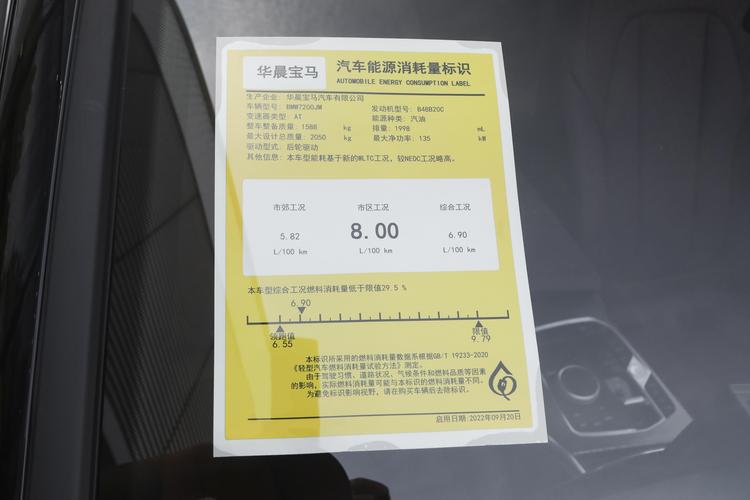 华晨宝马
汽车能源消耗量标识
AUTOMOBILE ENERGY CONSUMPTION LABEL
生产企业：华晨宝马汽车有限公司
车辆型号：BMW7200JM 发动机型号：B48B20C
变速器类型：AT 能源种类：汽油
整车整备质量：1588 kg 排量：1998 mL
最大设计总质量：2050 kg 最大净功率：135 kW
驱动型式：后轮驱动
其他信息：本车型能耗基于新的WLTC工况，较NEDC工况略高。
市郊工况 市区工况 综合工况
5.82 8.00 6.90
L/100 km L/100 km L/100 km
本车型综合工况燃料消耗量低于限值29.5 %
6.90
领跑值 限值
6.55 9.79
本标识所采用的燃料消耗量数据系根据GB/T 19233-2020
《轻型汽车燃料消耗量试验方法》测定。
由于驾驶习惯、道路状况、气候条件和燃料品质等因素
的影响，实际燃料消耗量可能与本标识的燃料消耗量不同。
为避免标识影响视野，请在购买车辆后去除标识。
启用日期：2022年09月20日